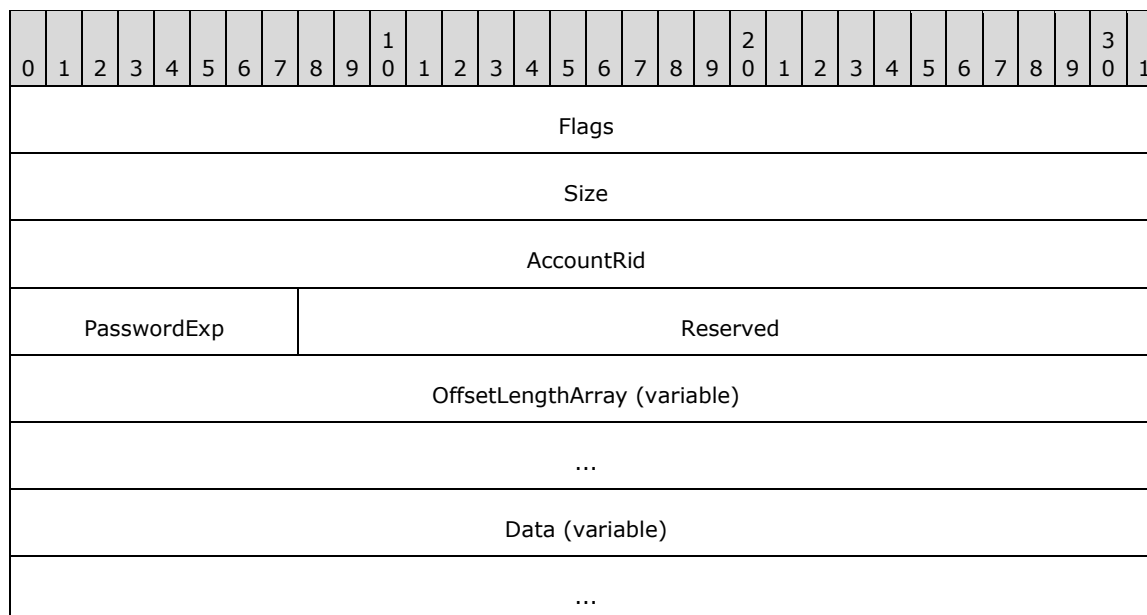 1 2 3
0 1 2 3 4 5 6 7 8 9 0 1 2 3 4 5 6 7 8 9 0 1 2 3 4 5 6 7 8 9 0 1
Flags
Size
AccountRid
PasswordExp Reserved
OffsetLengthArray (variable)
...
Data (variable)
...